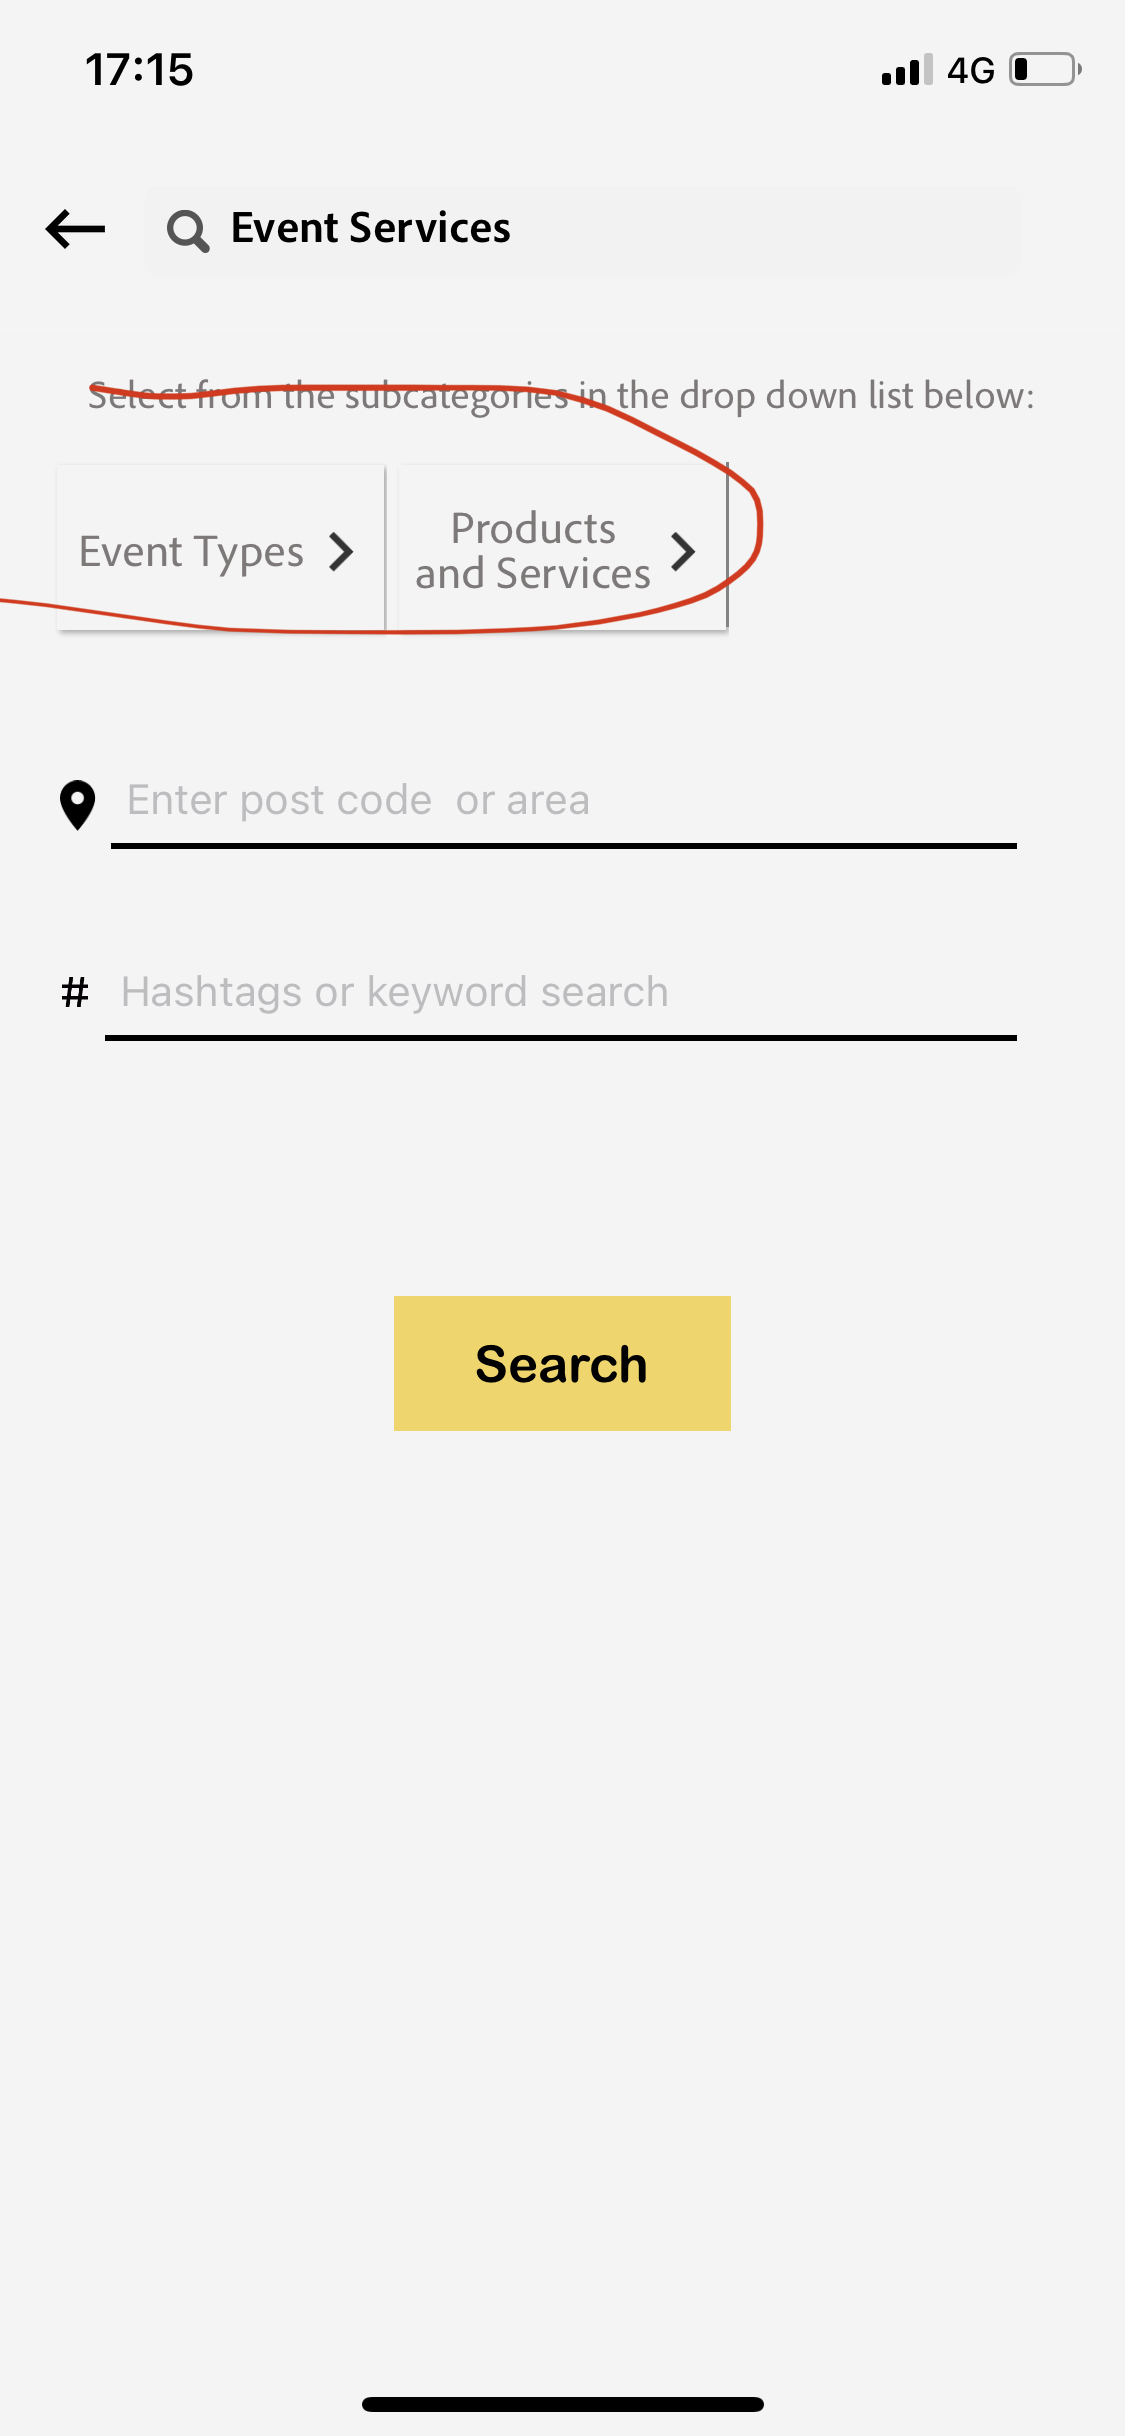 17:15 4G
Event Services
Select from the subcategories in the drop down list below:
Event Types
Products
and Services
Enter post code  or area
# Hashtags or keyword search
Search